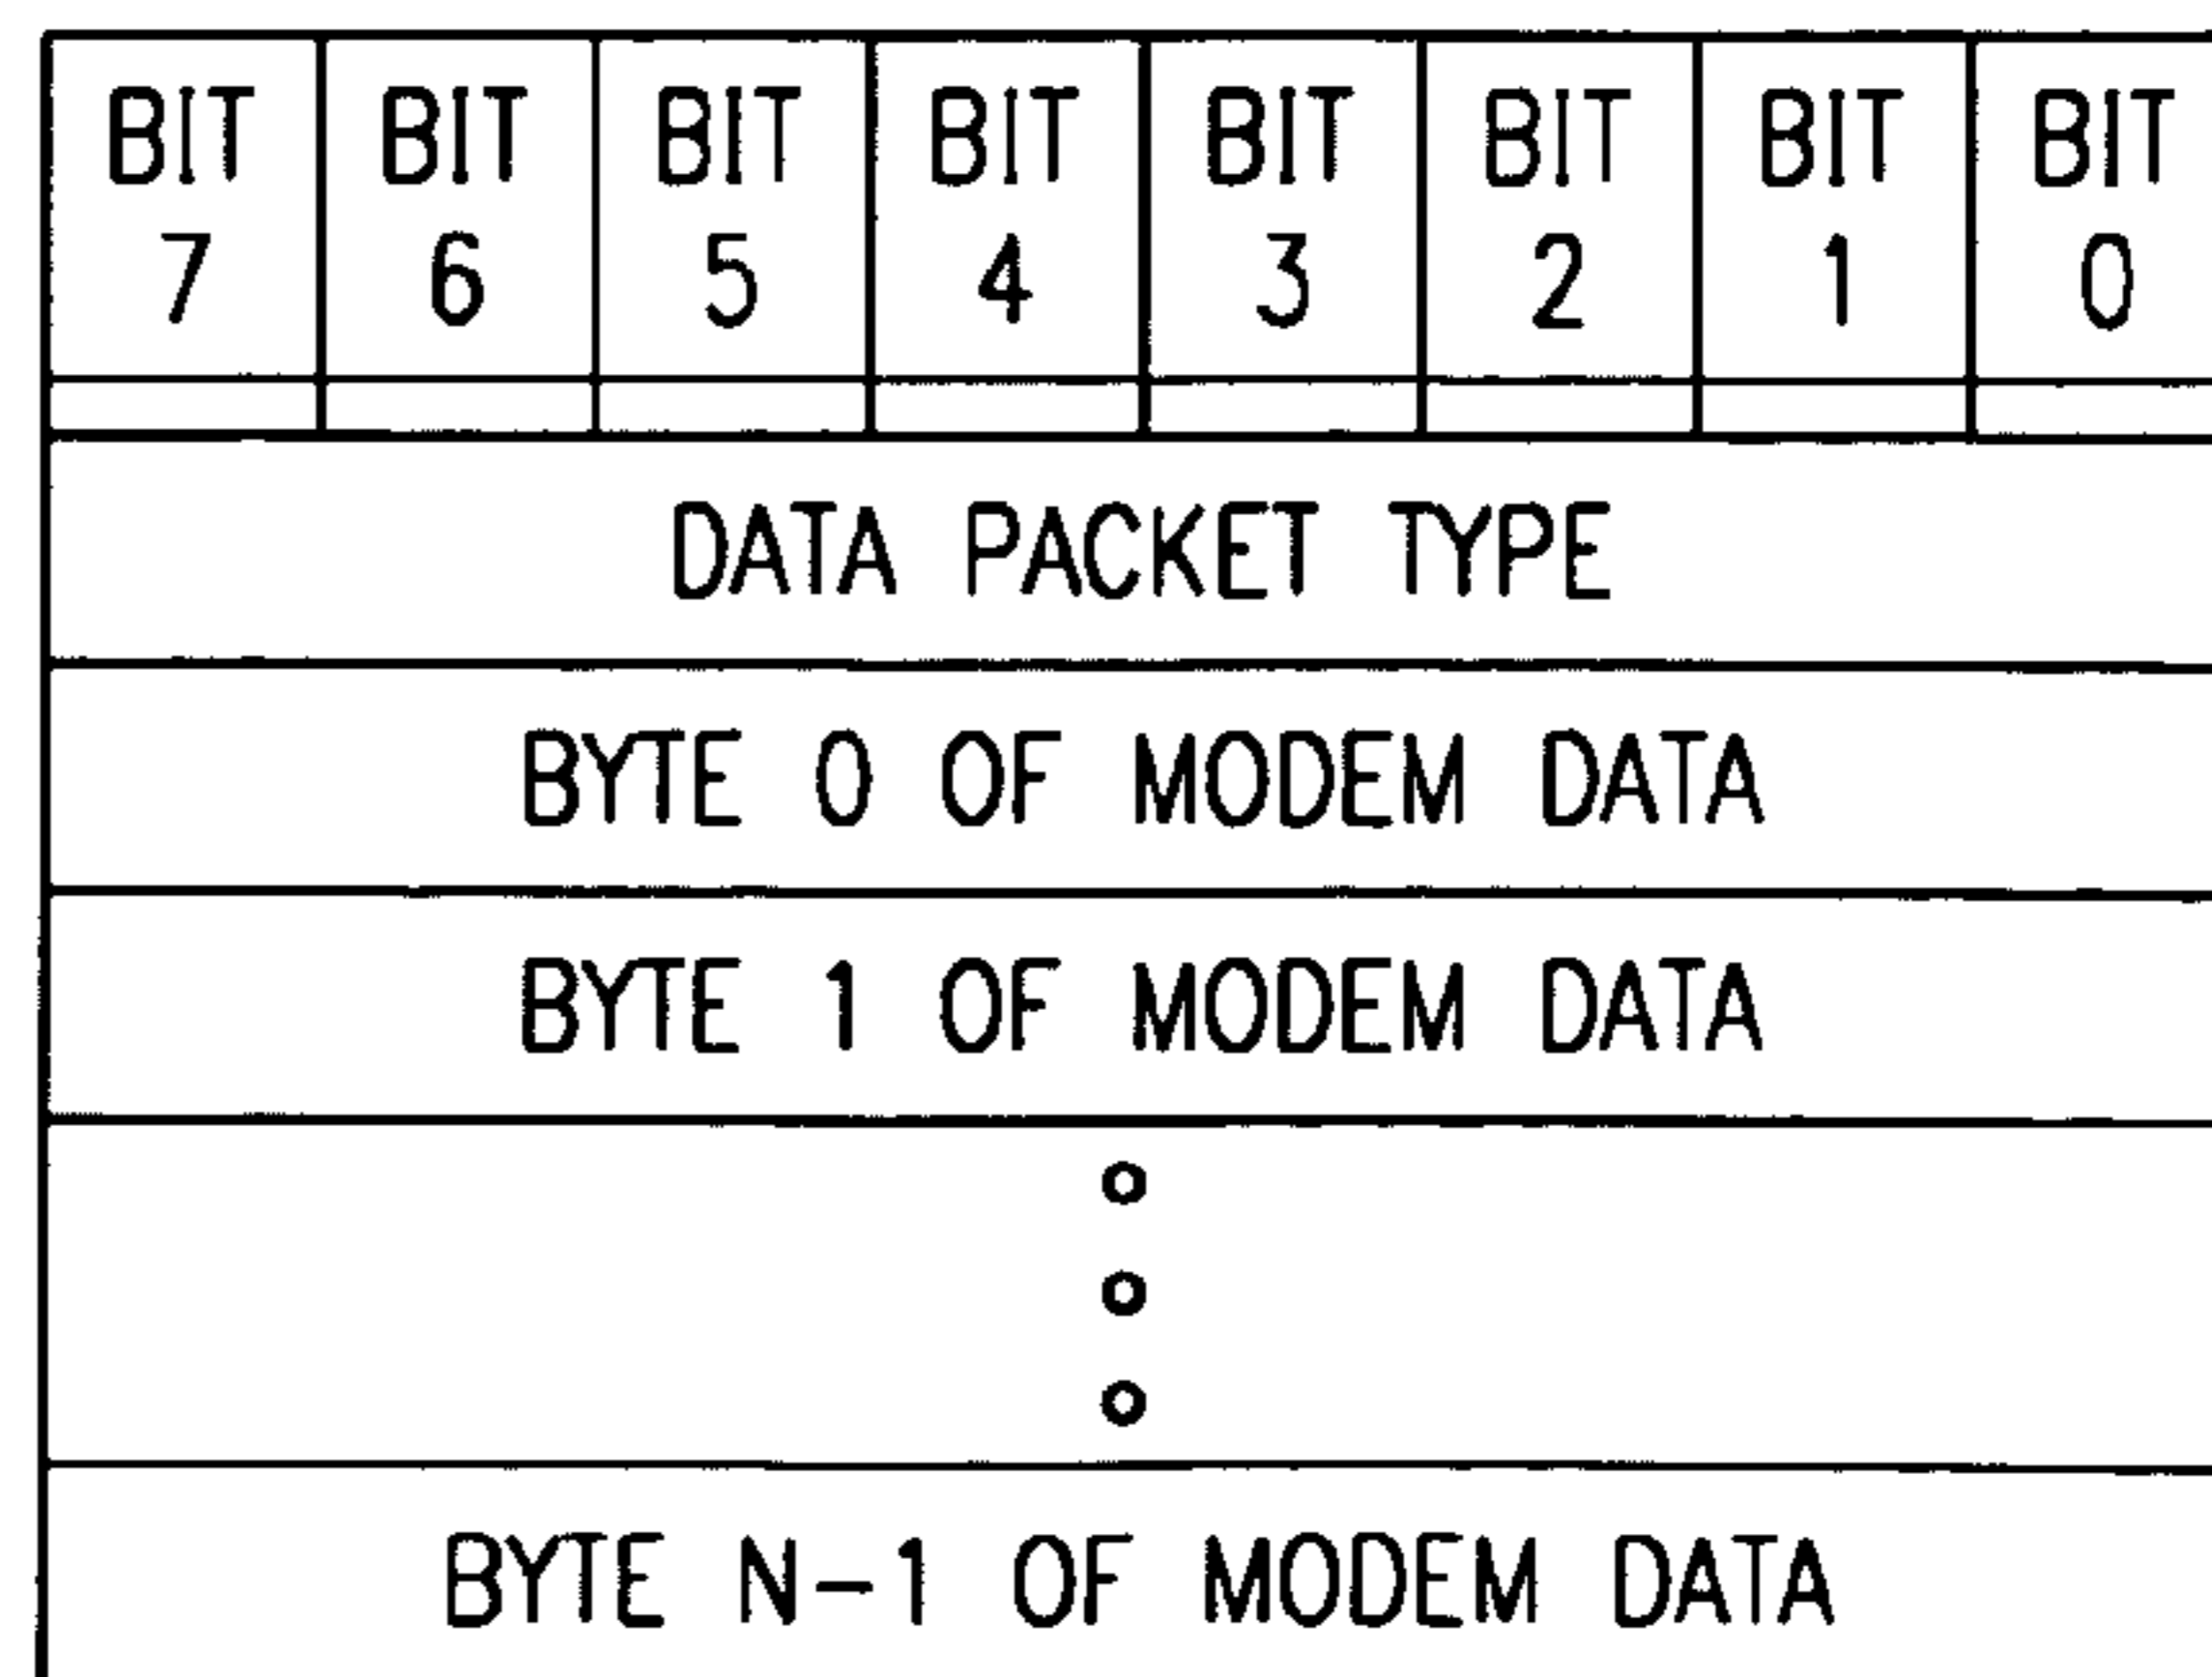 BIT BIT BIT BIT BIT BIT BIT BIT
7 6 5 4 3 2 1 0
DATA PACKET TYPE
BYTE 0 OF MODEM DATA
BYTE 1 OF MODEM DATA
BYTE N-1 OF MODEM DATA